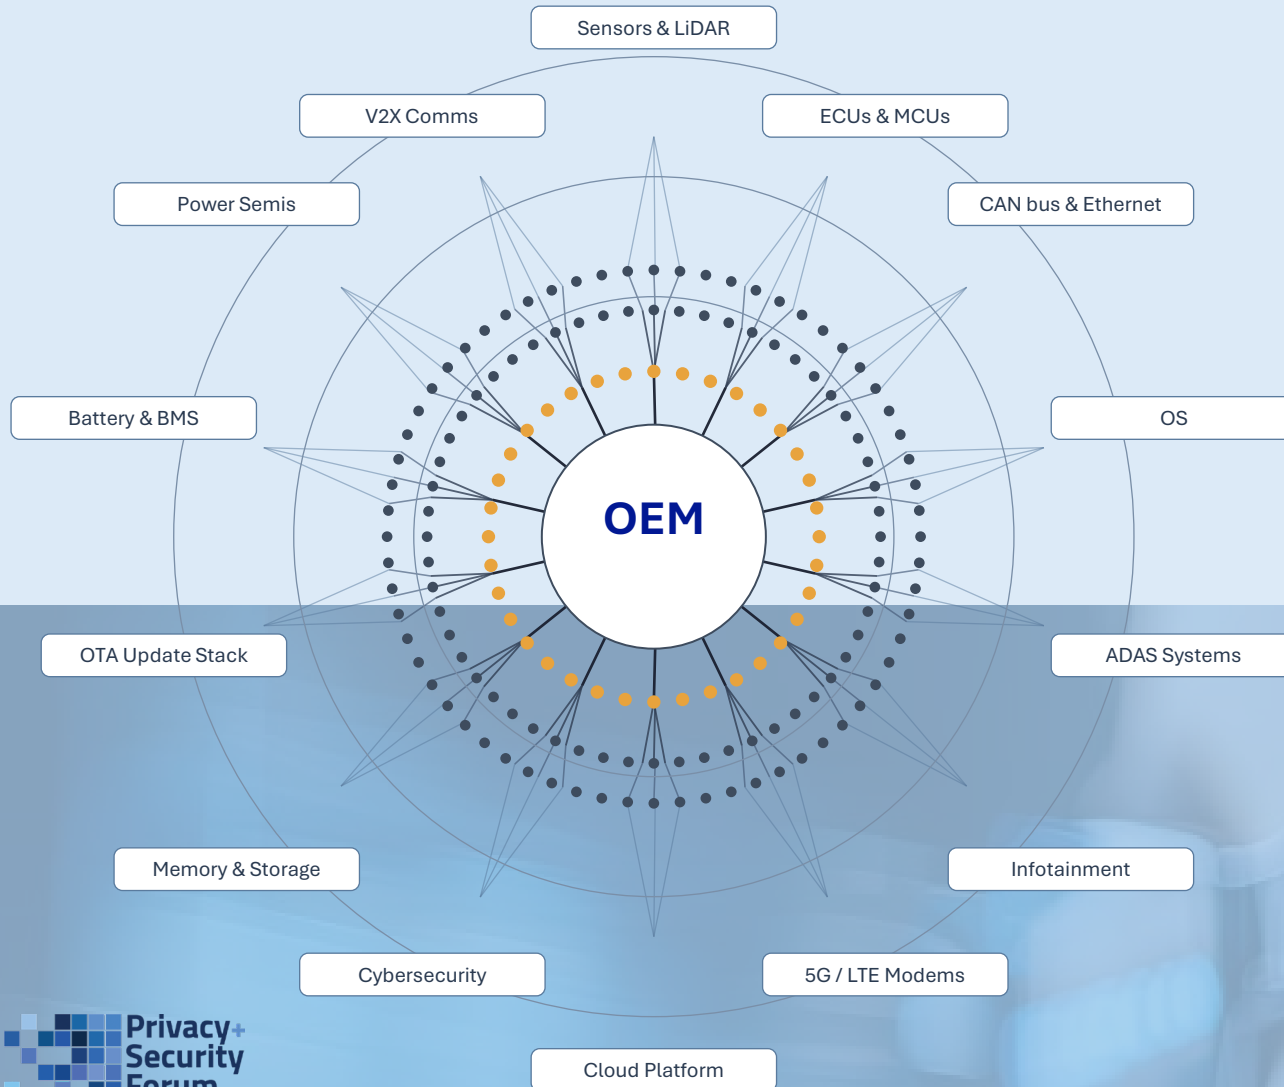 Sensors & LiDAR
V2X Comms
ECUs & MCUs
Power Semis
CAN bus & Ethernet
Battery & BMS
OS
OEM
OTA Update Stack
ADAS Systems
Memory & Storage
Infotainment
Cybersecurity
5G / LTE Modems
Cloud Platform
Privacy+
Security
Forum